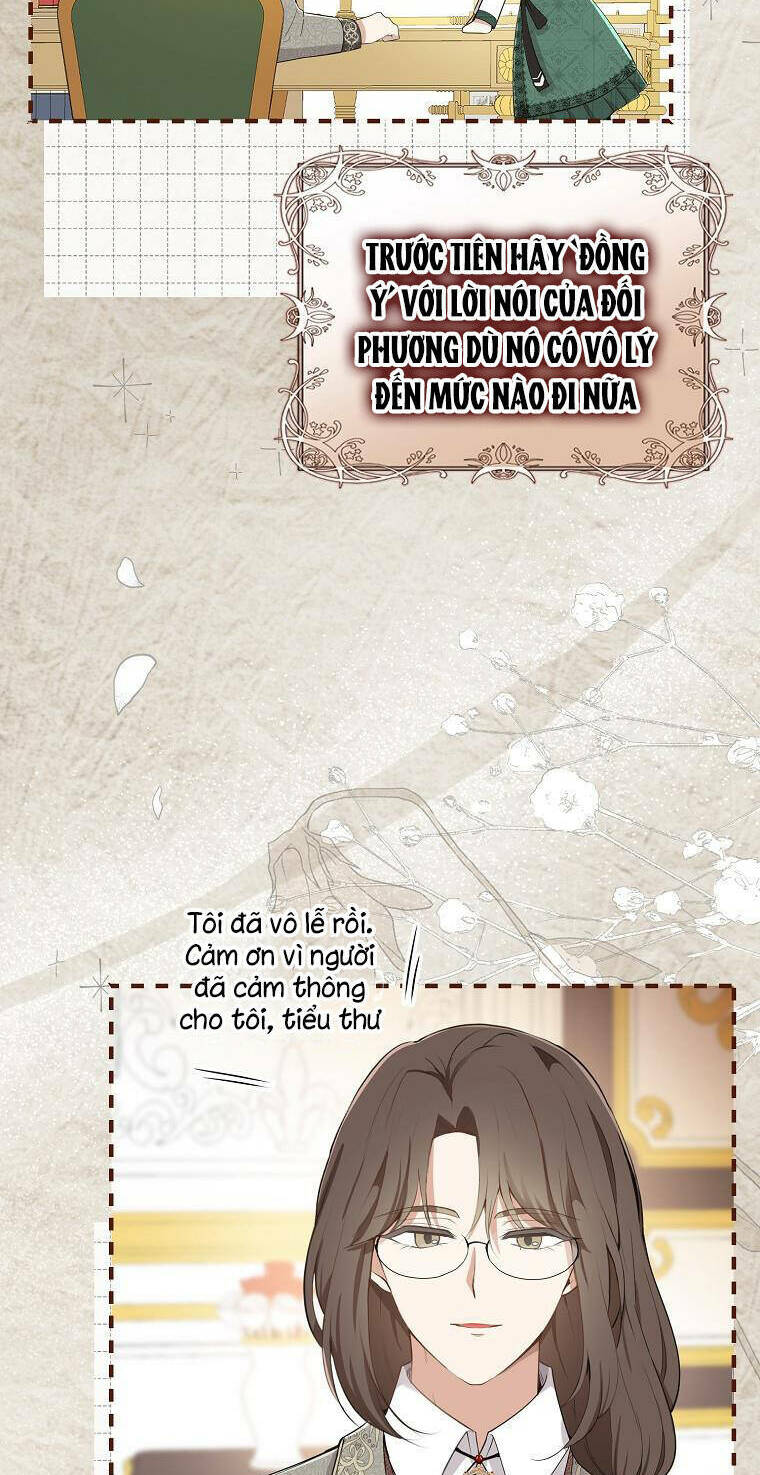 TRƯỚC TIÊN HÃY 'ĐỒNG
Ý' VỚI LỜI NÓI CỦA ĐỐI
PHƯƠNG DÙ NÓ CÓ VÔ LÝ
ĐẾN MỨC NÀO ĐI NỮA
Tôi đã vô lễ rồi.
Cảm ơn vì người
đã cảm thông
cho tôi, tiểu thư